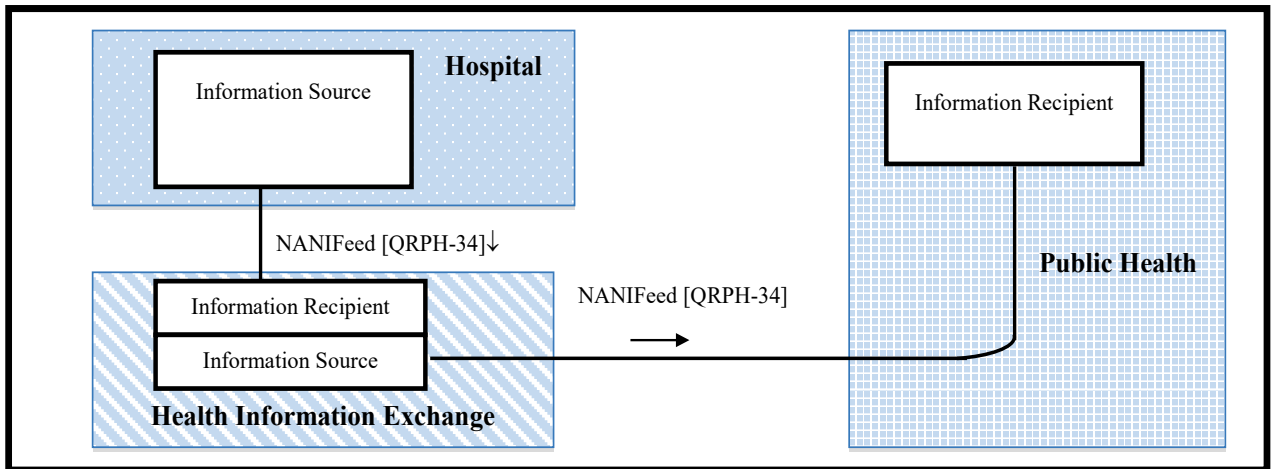 Hospital
Information Source
Information Recipient
NANIFeed [QRPH-34]↓
Public Health
Information Recipient
NANIFeed [QRPH-34]
Information Source
Health Information Exchange